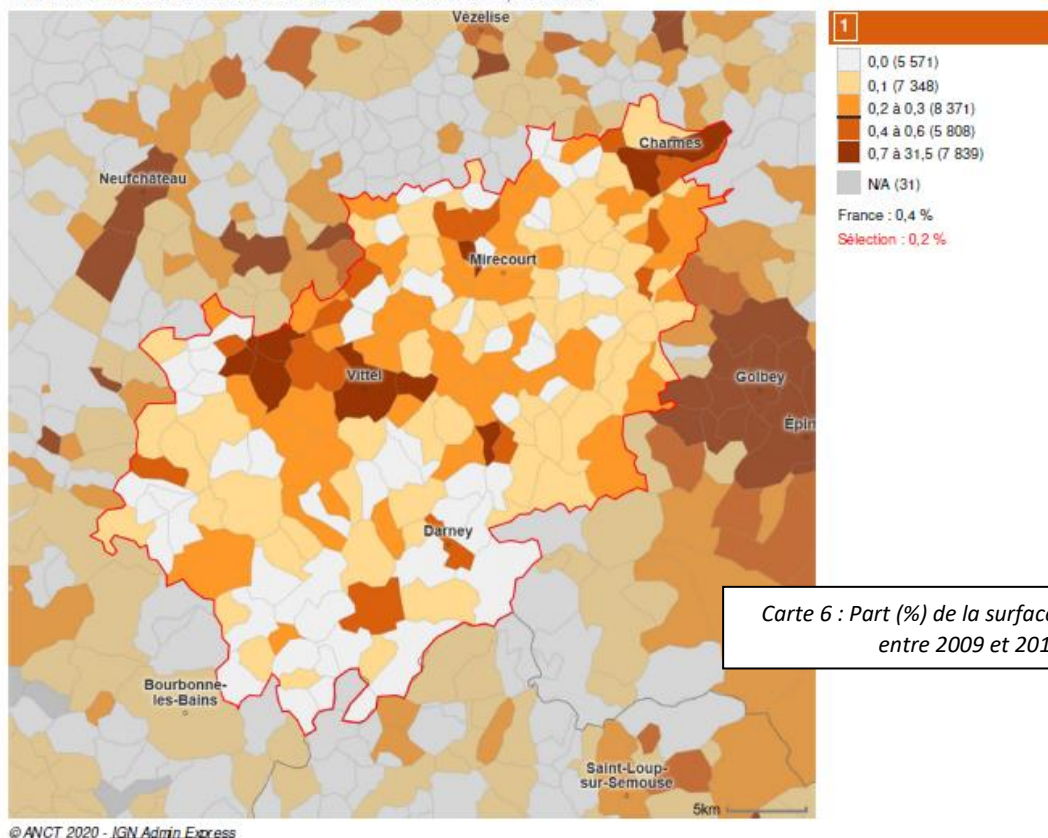 Vézelise
Charmes
Neufchâteau
Mirecourt
Vittel
Golbey
Darney
Bourbonne-
les-Bains
Saint-Loup-
sur-Semouse
5km
© ANCT 2020 - IGN Admin Express
1
0,0 (5 571)
0,1 (7 348)
0,2 à 0,3 (8 371)
0,4 à 0,6 (5 808)
0,7 à 31,5 (7 839)
N/A (31)
France : 0,4 %
Sélection : 0,2 %
Carte 6 : Part (%) de la surface
entre 2009 et 201